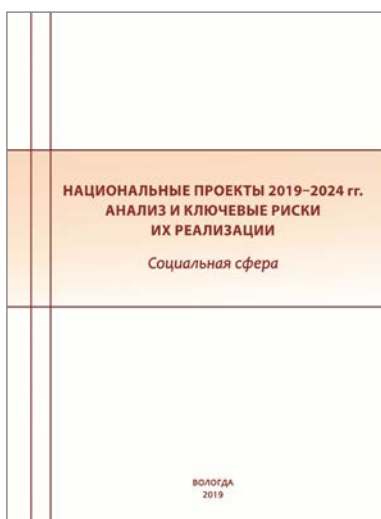 НАЦИОНАЛЬНЫЕ ПРОЕКТЫ 2019–2024 гг.
АНАЛИЗ И КЛЮЧЕВЫЕ РИСКИ
ИХ РЕАЛИЗАЦИИ
Социальная сфера
ВОЛОГДА
2019